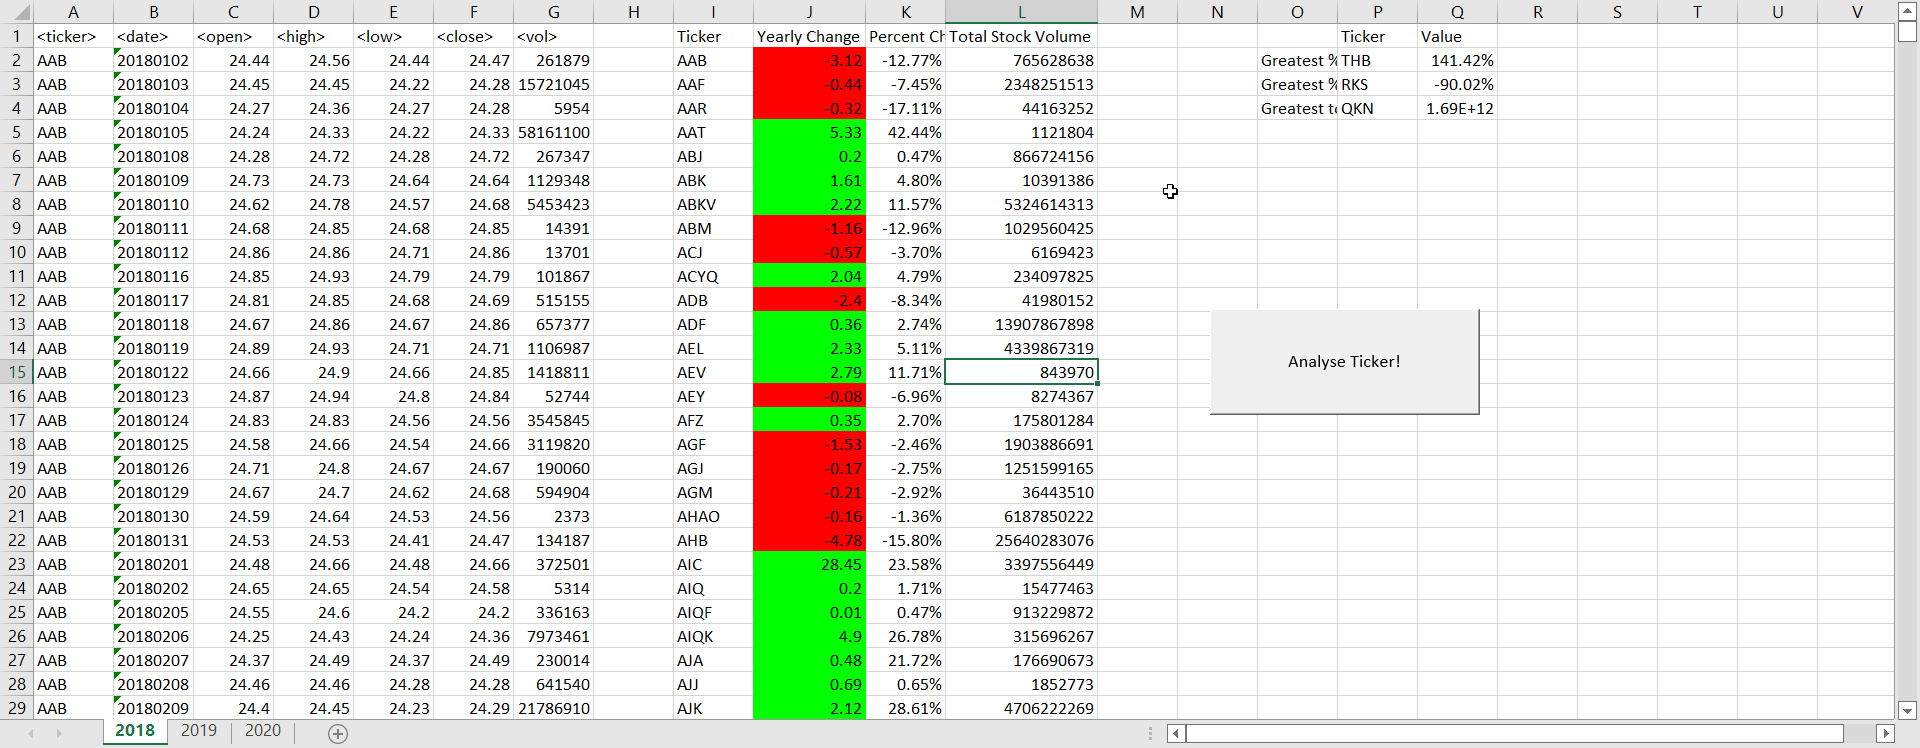 A B C D E F G H I J K L M N O P Q R S T U V
1 <ticker> <date> <open> <high> <low> <close> <vol> Ticker Yearly Change Percent Ch Total Stock Volume Ticker Value
2 AAB 20180102 24.44 24.56 24.44 24.47 261879 AAB -3.12 -12.77% 765628638 Greatest % THB 141.42%
3 AAB 20180103 24.45 24.45 24.22 24.28 15721045 AAF -0.44 -7.45% 2348251513 Greatest % RKS -90.02%
4 AAB 20180104 24.27 24.36 24.27 24.28 5954 AAR -0.32 -17.11% 44163252 Greatest to QKN 1.69E+12
5 AAB 20180105 24.24 24.33 24.22 24.33 58161100 AAT 5.33 42.44% 1121804
6 AAB 20180108 24.28 24.72 24.28 24.72 267347 ABJ 0.2 0.47% 866724156
7 AAB 20180109 24.73 24.73 24.64 24.64 1129348 ABK 1.61 4.80% 10391386
8 AAB 20180110 24.62 24.78 24.57 24.68 5453423 ABKV 2.22 11.57% 5324614313
9 AAB 20180111 24.68 24.85 24.68 24.85 14391 ABM -1.16 -12.96% 1029560425
10 AAB 20180112 24.86 24.86 24.71 24.86 13701 ACJ -0.57 -3.70% 6169423
11 AAB 20180116 24.85 24.93 24.79 24.79 101867 ACYQ 2.04 4.79% 234097825
12 AAB 20180117 24.81 24.85 24.68 24.69 515155 ADB -2.4 -8.34% 41980152
13 AAB 20180118 24.67 24.86 24.67 24.86 657377 ADF 0.36 2.74% 13907867898
14 AAB 20180119 24.89 24.93 24.71 24.71 1106987 AEL 2.33 5.11% 4339867319
15 AAB 20180122 24.66 24.9 24.66 24.85 1418811 AEV 2.79 11.71% 843970
Analyse Ticker!
16 AAB 20180123 24.87 24.94 24.8 24.84 52744 AEY -0.08 -6.96% 8274367
17 AAB 20180124 24.83 24.83 24.56 24.56 3545845 AFZ 0.35 2.70% 175801284
18 AAB 20180125 24.58 24.66 24.54 24.66 3119820 AGF -1.53 -2.46% 1903886691
19 AAB 20180126 24.71 24.8 24.67 24.67 190060 AGJ -0.17 -2.75% 1251599165
20 AAB 20180129 24.67 24.7 24.62 24.68 594904 AGM -0.21 -2.92% 36443510
21 AAB 20180130 24.59 24.64 24.53 24.56 2373 AHAO -0.16 -1.36% 6187850222
22 AAB 20180131 24.53 24.53 24.41 24.47 134187 AHB -4.78 -15.80% 25640283076
23 AAB 20180201 24.48 24.66 24.48 24.66 372501 AIC 28.45 23.58% 3397556449
24 AAB 20180202 24.65 24.65 24.54 24.58 5314 AIQ 0.2 1.71% 15477463
25 AAB 20180205 24.55 24.6 24.2 24.2 336163 AIQF 0.01 0.47% 913229872
26 AAB 20180206 24.25 24.43 24.24 24.36 7973461 AIQK 4.9 26.78% 315696267
27 AAB 20180207 24.37 24.49 24.37 24.49 230014 AJA 0.48 21.72% 176690673
28 AAB 20180208 24.46 24.46 24.28 24.28 641540 AJJ 0.69 0.65% 1852773
29 AAB 20180209 24.4 24.45 24.23 24.29 21786910 AJK 2.12 28.61% 4706222269
2018 2019 2020